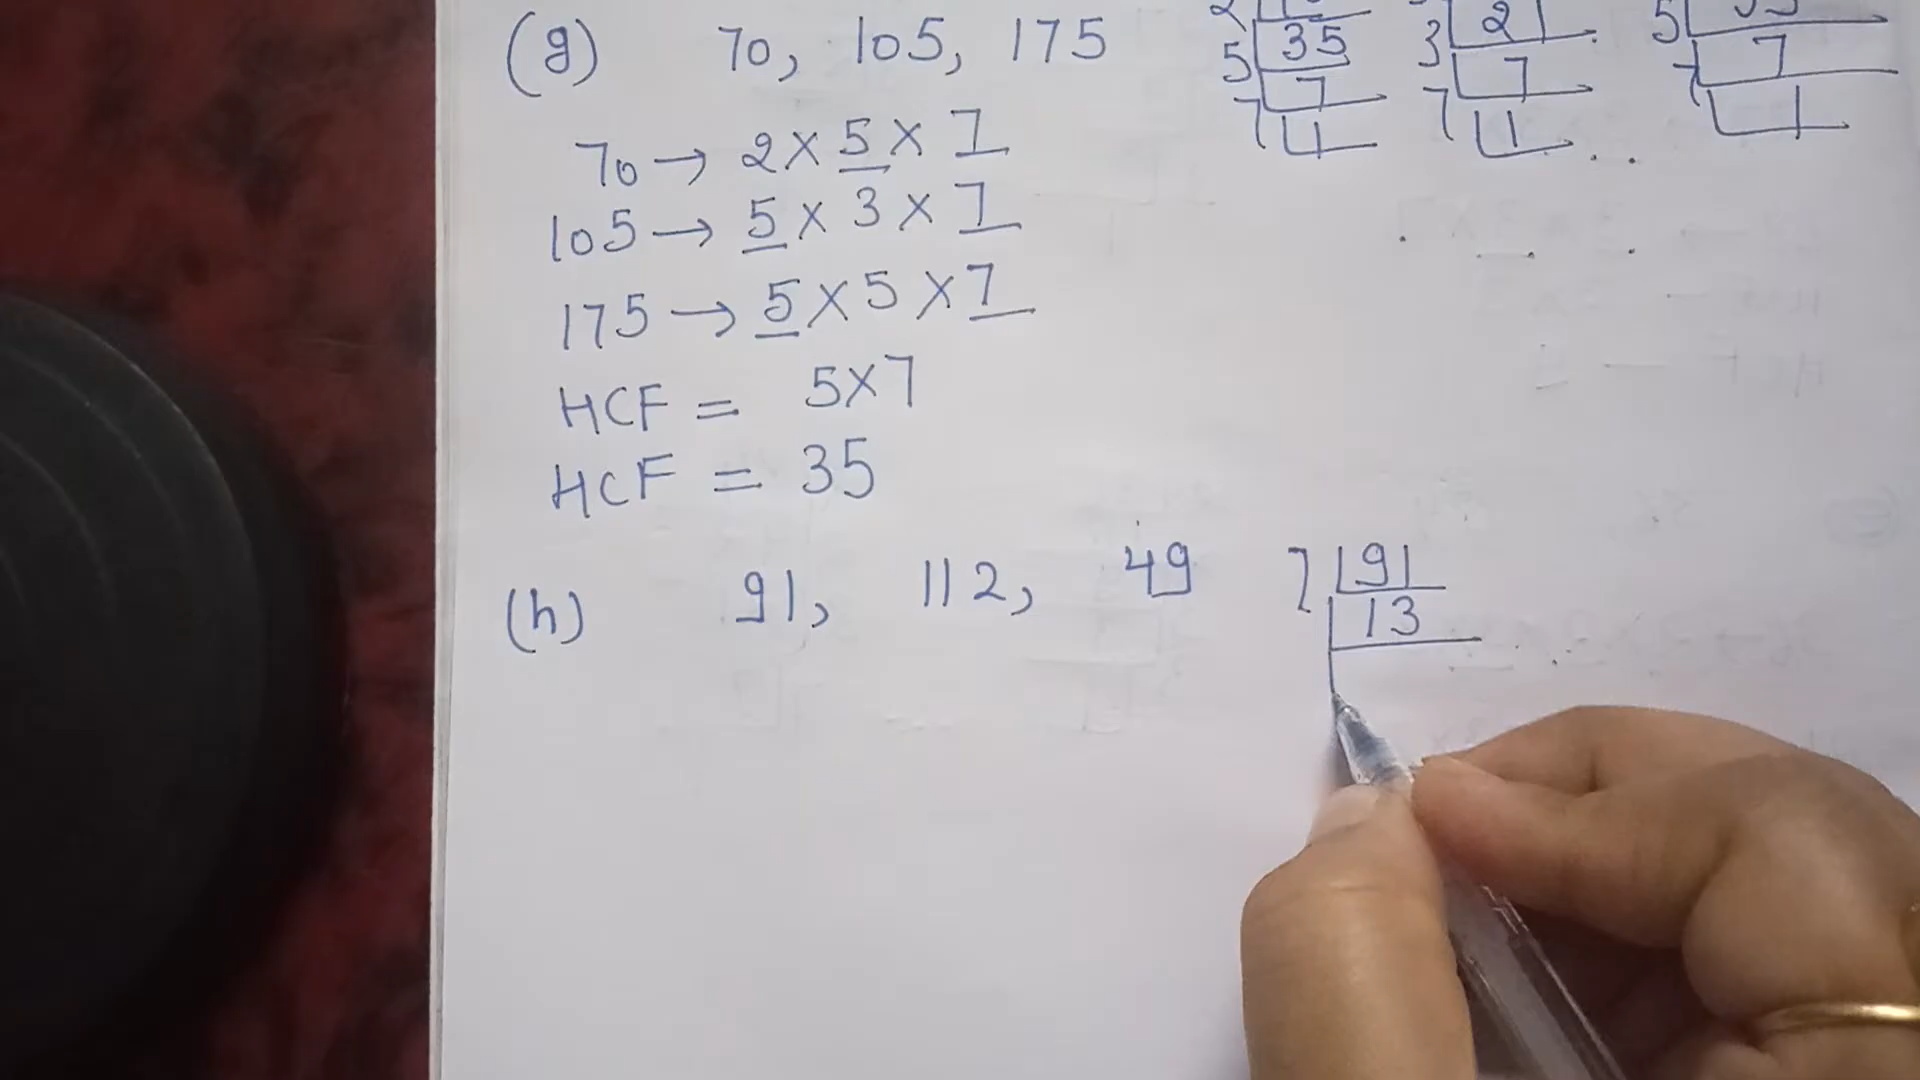 (g) 70, 105, 175
2
5 35
7 7
1
3 21
7 7
1
5
7 7
1
70 → 2 × 5 × 7
105 → 5 × 3 × 7
175 → 5 × 5 × 7
HCF = 5×7
HCF = 35
(h) 91, 112, 49
7 91
13